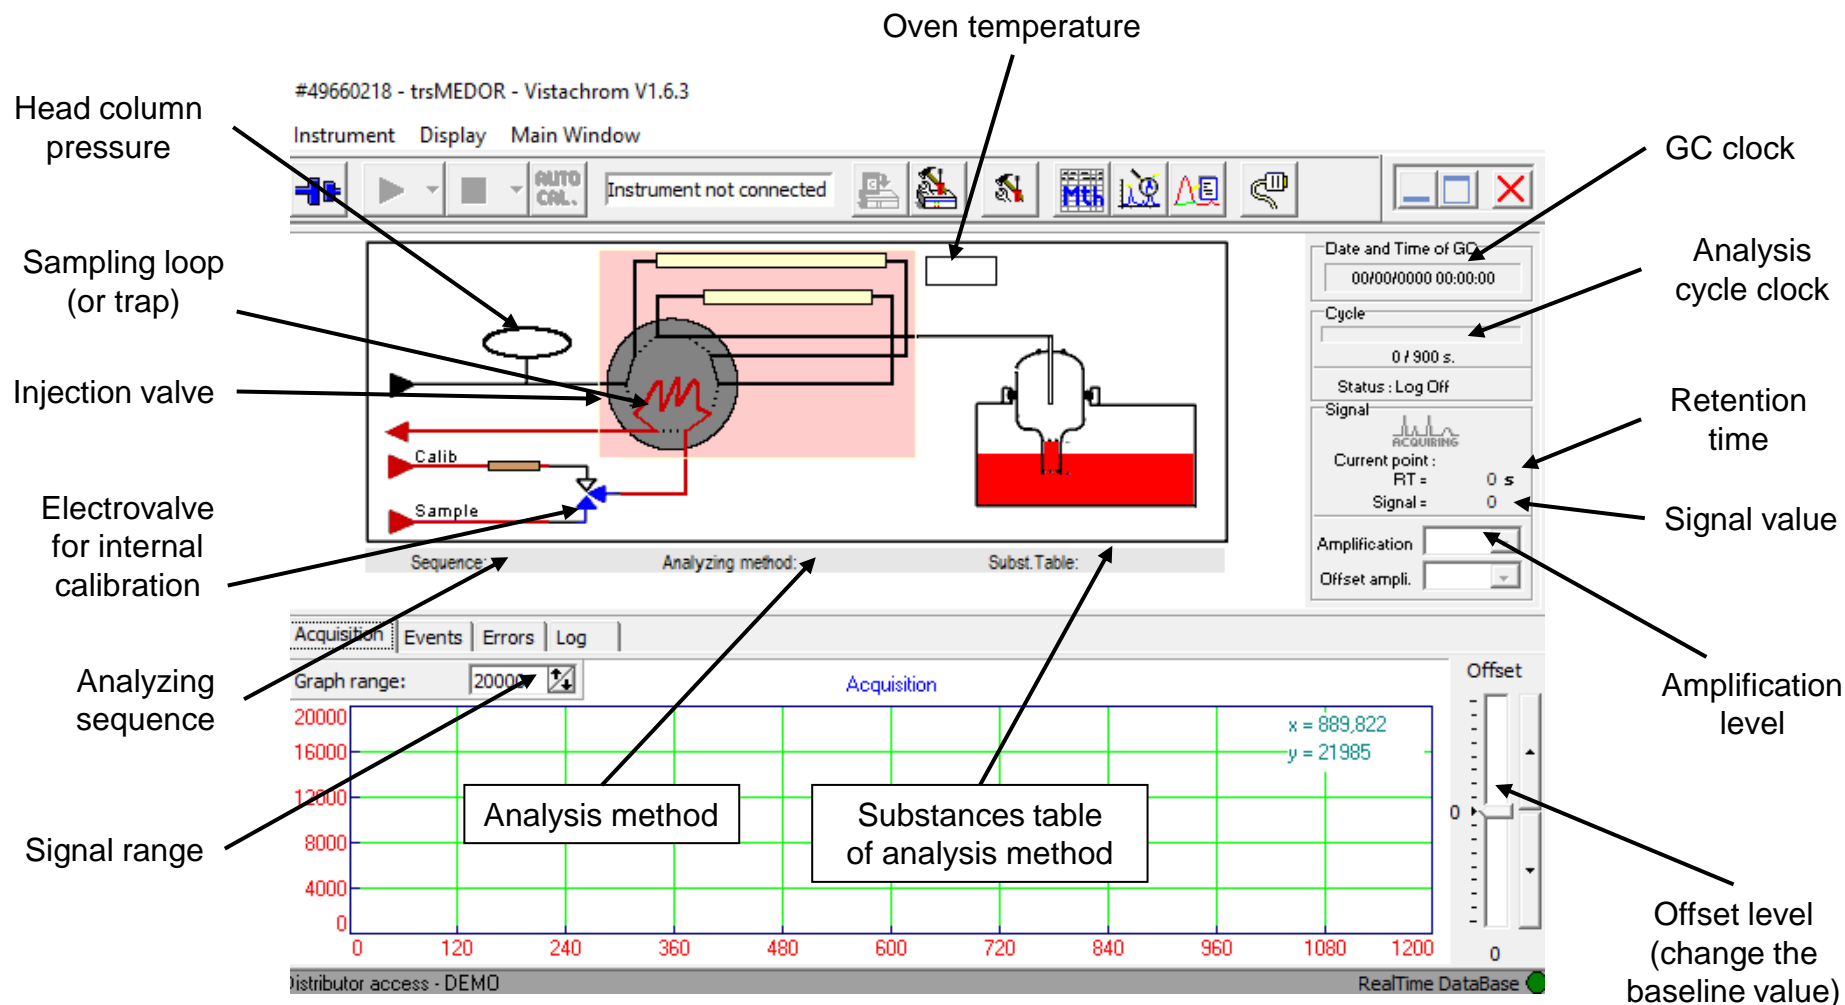 Oven temperature
#49660218 - trsMEDOR - Vistachrom V1.6.3
Head column
pressure
Instrument Display Main Window
GC clock
AUTO
CAL.
Instrument not connected
Mth
Sampling loop
(or trap)
Date and Time of GC
00/00/0000 00:00:00
Analysis
cycle clock
Cycle
0 / 900 s.
Injection valve
Status : Log Off
Signal
ACQUIRING
Retention
time
Calib
Current point :
RT = 0 s
Signal = 0
Sample
Electrovalve
for internal
calibration
Signal value
Amplification
Sequence: Analyzing method: Subst.Table:
Offset ampli.
Acquisition Events Errors Log
Graph range: 20000
Acquisition
Offset
Analyzing
sequence
Amplification
level
20000
x = 889,822
16000
y = 21985
12000
Analysis method
Substances table
of analysis method
0
Signal range
8000
4000
0
0 120 240 360 480 600 720 840 960 1080 1200
0
Offset level
(change the
baseline value)
Distributor access - DEMO
RealTime DataBase